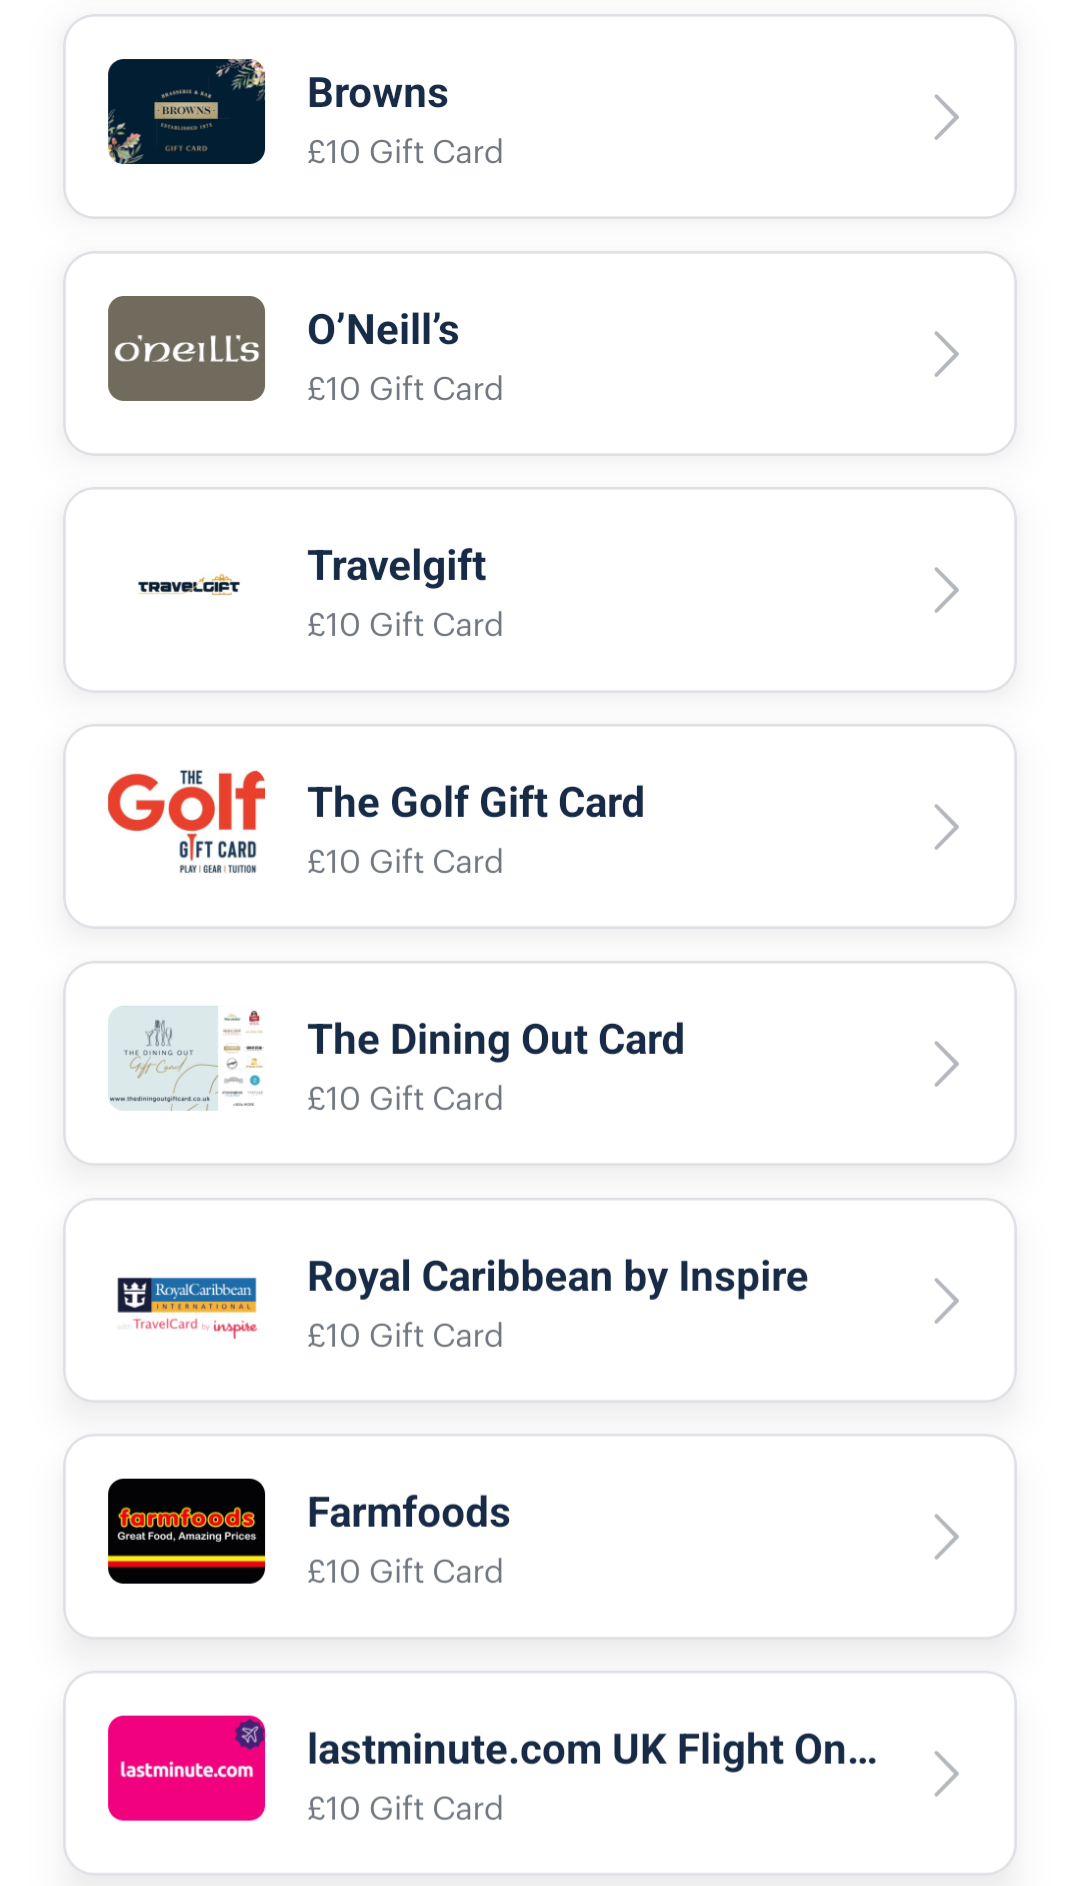 BRASSERIE & BAR
BROWNS
ESTABLISHED 1973
GIFT CARD
Browns
£10 Gift Card
o'neill's
O’Neill’s
£10 Gift Card
TRAVELGIFT
Travelgift
£10 Gift Card
THE
Golf
GIFT CARD
PLAY | GEAR | TUITION
The Golf Gift Card
£10 Gift Card
THE DINING OUT
Gift Card
www.thediningoutgiftcard.co.uk
The Dining Out Card
£10 Gift Card
RoyalCaribbean
INTERNATIONAL
with TravelCard by inspire
Royal Caribbean by Inspire
£10 Gift Card
farmfoods
Great Food, Amazing Prices
Farmfoods
£10 Gift Card
lastminute.com
lastminute.com UK Flight On...
£10 Gift Card